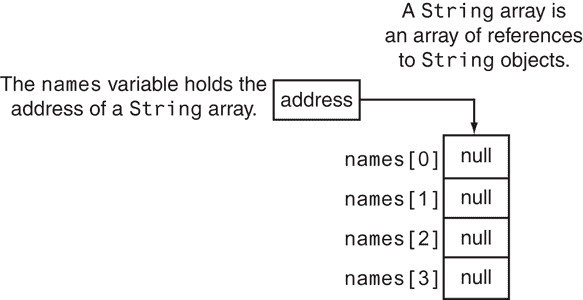 A String array is
an array of references
to String objects.
The names variable holds the
address of a String array.
address
names[0] null
names[1] null
names[2] null
names[3] null